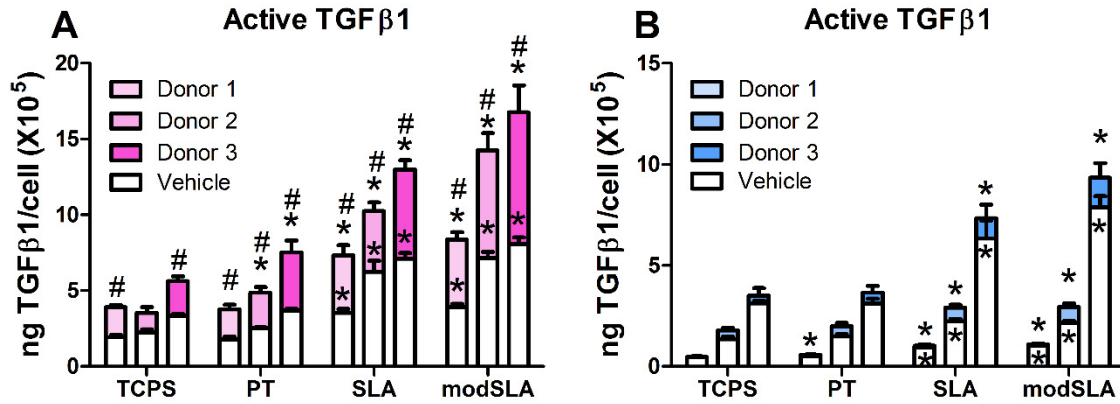 A
Active TGFβ1
ng TGFβ1/cell (X10⁵)
20
15
10
5
0
Donor 1
Donor 2
Donor 3
Vehicle
# # #
# # * # *
# * # * # * * * *
# * # * # * * * *
TCPS PT SLA modSLA
B
Active TGFβ1
ng TGFβ1/cell (X10⁵)
15
10
5
0
Donor 1
Donor 2
Donor 3
Vehicle
* * * * * * * * * * * * *
TCPS PT SLA modSLA